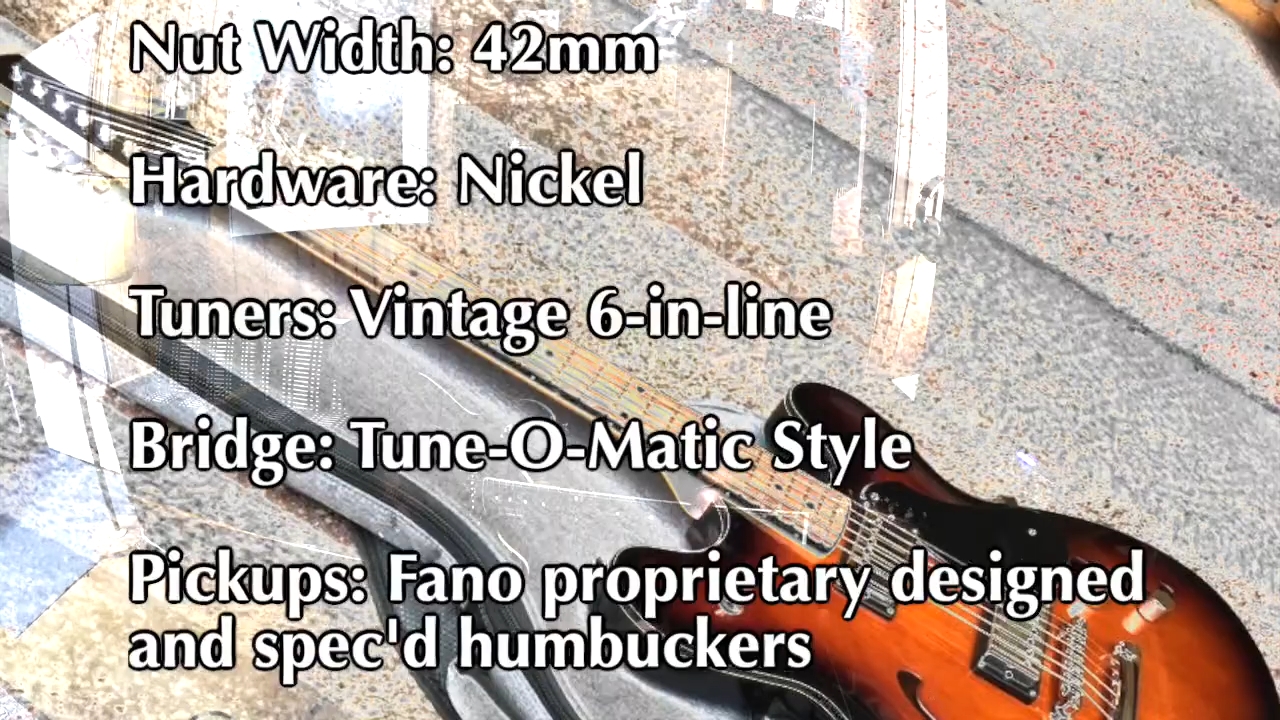 Nut Width: 42mm
Hardware: Nickel
Tuners: Vintage 6-in-line
Bridge: Tune-O-Matic Style
Pickups: Fano proprietary designed
and spec'd humbuckers